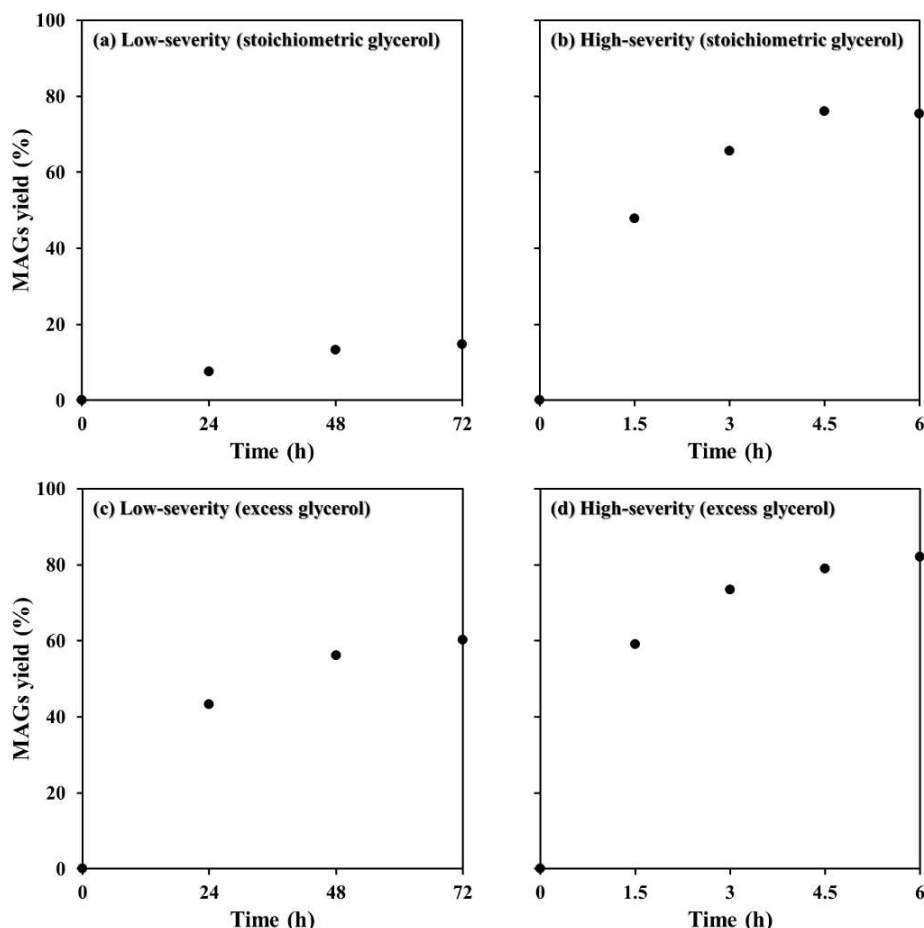 100
80
60
40
20
0
MAGs yield (%)
(a) Low-severity (stoichiometric glycerol)
0 24 48 72
Time (h)
(b) High-severity (stoichiometric glycerol)
0 1.5 3 4.5 6
Time (h)
100
80
60
40
20
0
MAGs yield (%)
(c) Low-severity (excess glycerol)
0 24 48 72
Time (h)
(d) High-severity (excess glycerol)
0 1.5 3 4.5 6
Time (h)